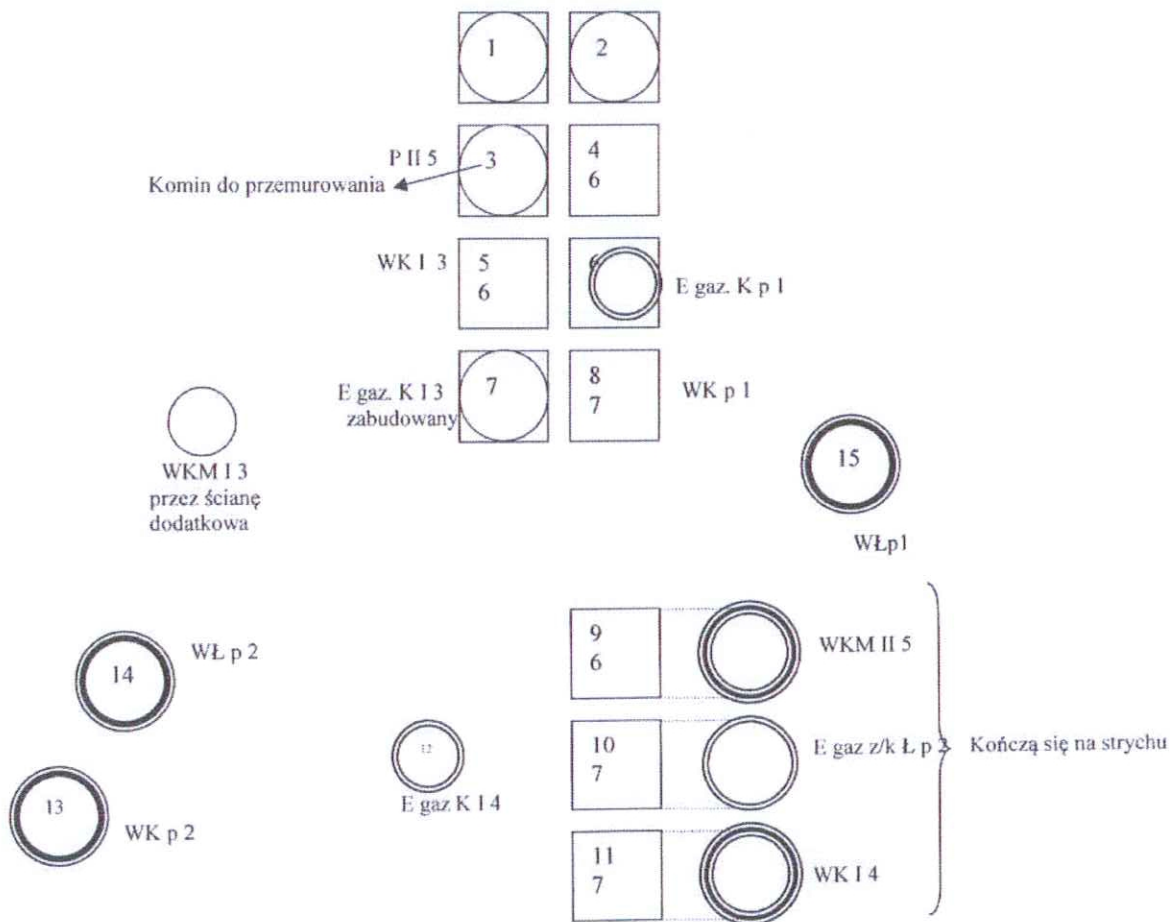 1
2
P II 5
3
4
6
Komin do przemurowania
WK I 3
5
6
6
E gaz. K p 1
E gaz. K I 3
zabudowany
7
8
7
WK p 1
WKM I 3
przez ścianę
dodatkowa
15
WŁp1
14
WŁ p 2
9
6
WKM II 5
13
WK p 2
12
E gaz K I 4
10
7
E gaz z/k Ł p
Kończą się na strychu
11
7
WK I 4